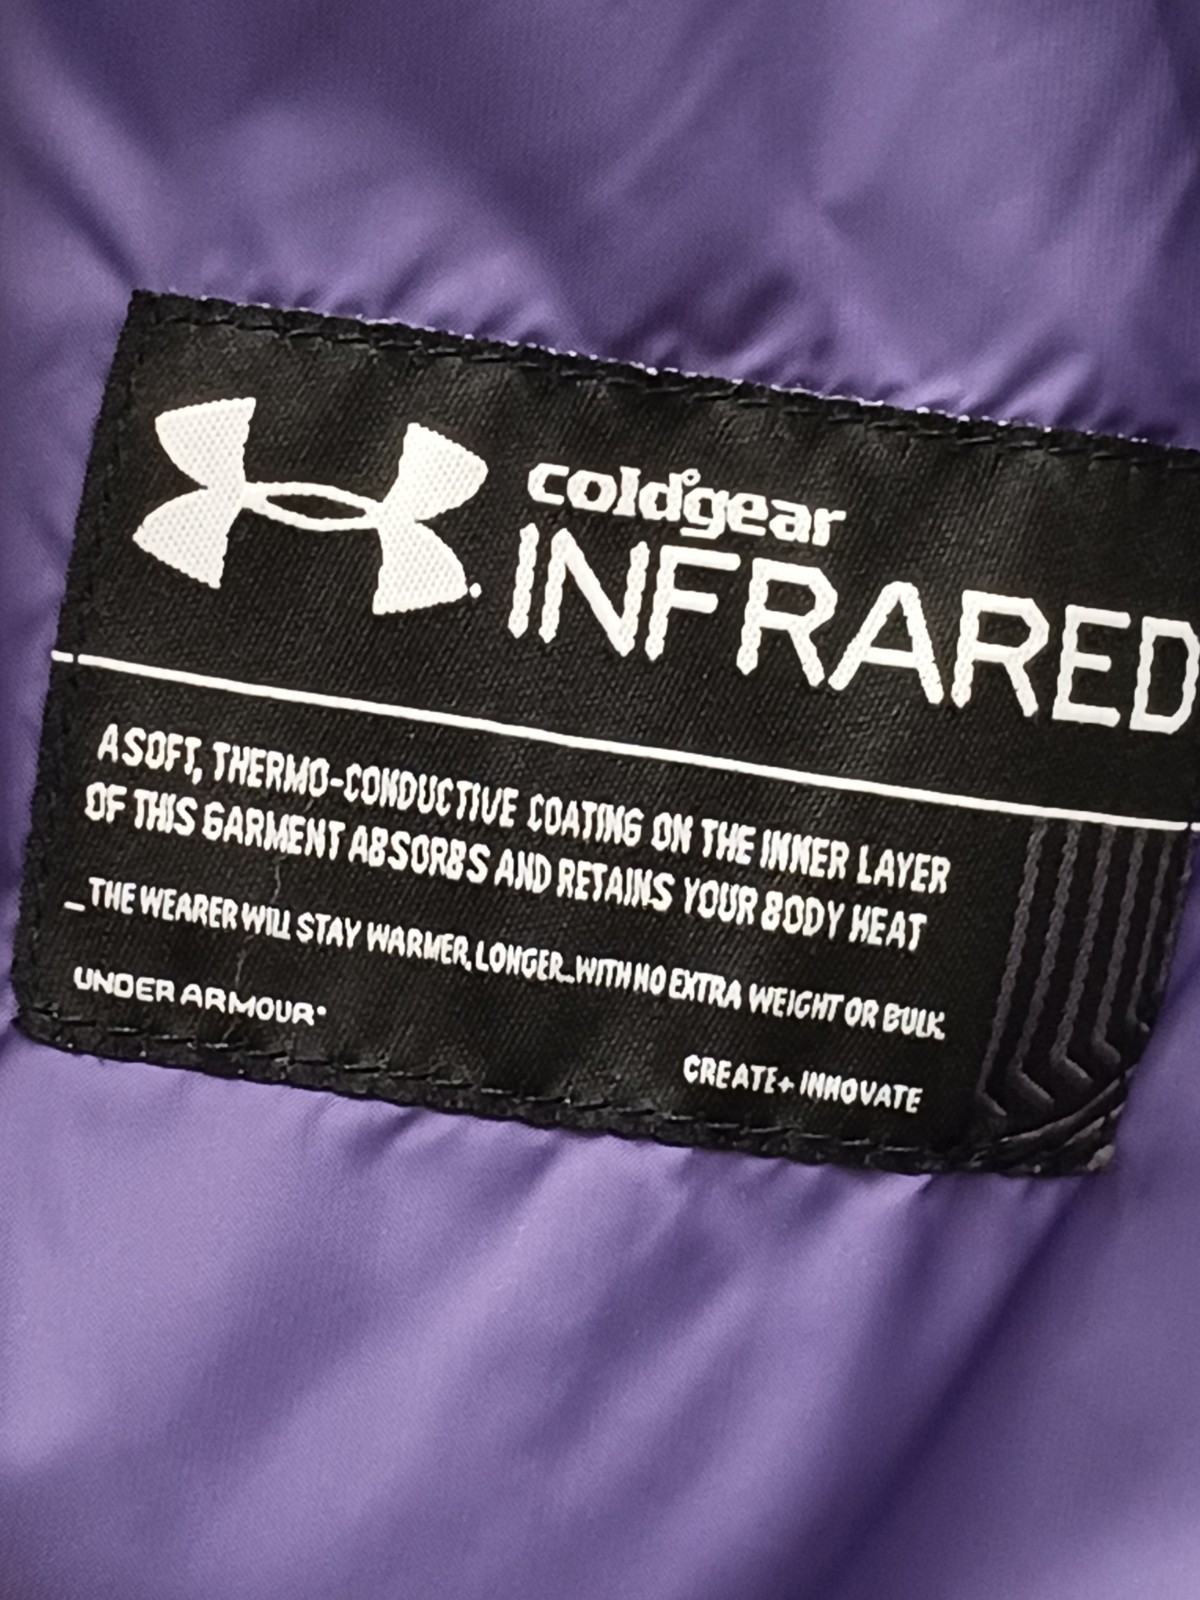 coldgear
INFRARED
A SOFT, THERMO-CONDUCTIVE COATING ON THE INNER LAYER
OF THIS GARMENT ABSORBS AND RETAINS YOUR BODY HEAT
_THE WEARER WILL STAY WARMER, LONGER_WITH NO EXTRA WEIGHT OR BULK.
UNDER ARMOUR®
CREATE+INNOVATE